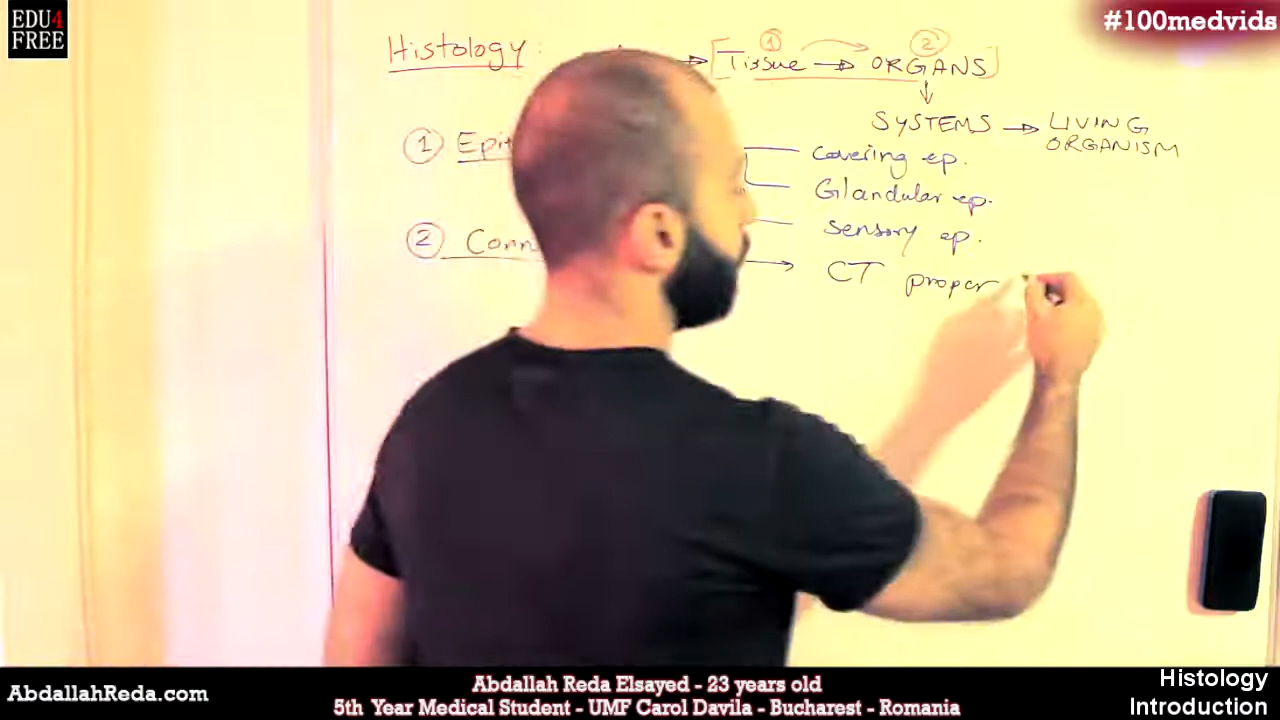 EDU4
FREE
#100medvids
Histology :
① ②
Tissue → ORGANS
SYSTEMS → LIVING
ORGANISM
① Epit
covering ep.
Glandular ep.
② Conn
sensory ep.
CT proper
AbdallahReda.com
Abdallah Reda Elsayed - 23 years old
5th Year Medical Student - UMF Carol Davila - Bucharest - Romania
Histology
Introduction